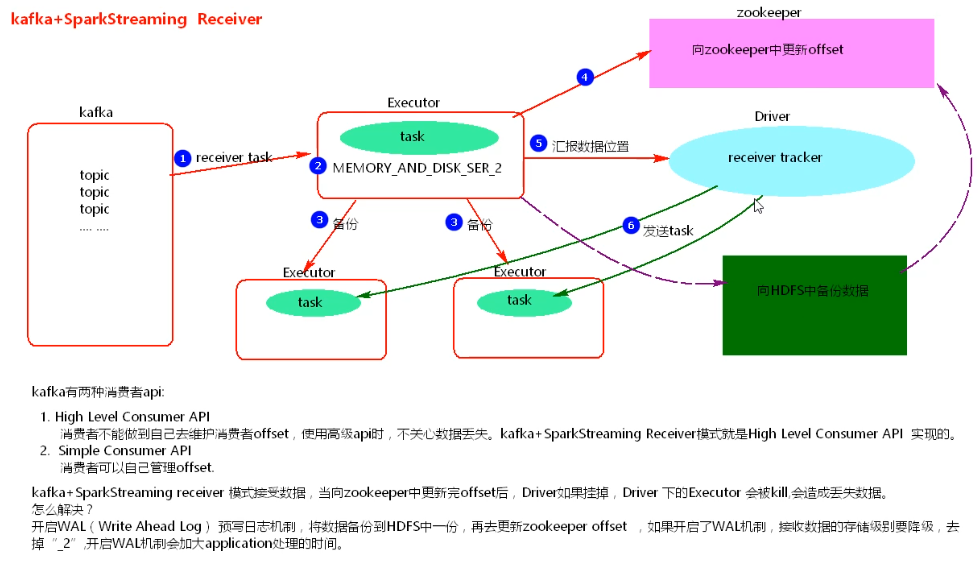 kafka+SparkStreaming Receiver
zookeeper
向zookeeper中更新offset
4
kafka
Executor
Driver
task
5 汇报数据位置
receiver tracker
1 receiver task
2 MEMORY_AND_DISK_SER_2
topic
topic
topic
.... ....
3 备份
3 备份
6 发送task
Executor
Executor
task
task
向HDFS中备份数据
kafka有两种消费者api:
1. High Level Consumer API
消费者不能做到自己去维护消费者offset，使用高级api时，不关心数据丢失。kafka+SparkStreaming Receiver模式就是High Level Consumer API 实现的。
2. Simple Consumer API
消费者可以自己管理offset.
kafka+SparkStreaming receiver 模式接受数据，当向zookeeper中更新完offset后，Driver如果挂掉，Driver 下的Executor 会被kill,会造成丢失数据。
怎么解决？
开启WAL（Write Ahead Log） 预写日志机制，将数据备份到HDFS中一份，再去更新zookeeper offset ，如果开启了WAL机制，接收数据的存储级别要降级，去
掉“_2”,开启WAL机制会加大application处理的时间。